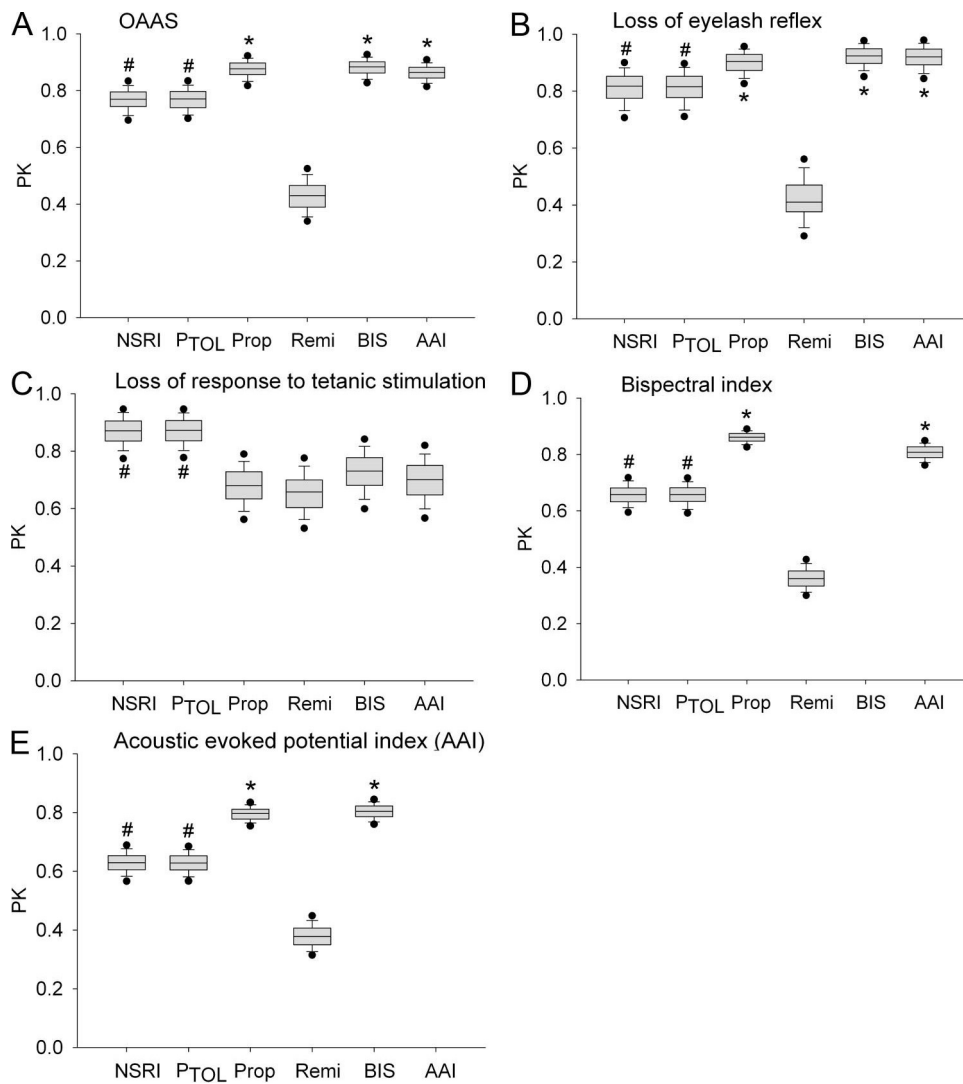 A OAAS
1.0
0.8
0.6
0.4
0.2
0.0
PK
# # * * *
NSRI PTOL Prop Remi BIS AAI
B Loss of eyelash reflex
1.0
0.8
0.6
0.4
0.2
0.0
PK
# #
* * *
NSRI PTOL Prop Remi BIS AAI
C Loss of response to tetanic stimulation
1.0
0.8
0.6
0.4
0.2
0.0
PK
# #
NSRI PTOL Prop Remi BIS AAI
D Bispectral index
1.0
0.8
0.6
0.4
0.2
0.0
PK
# # * *
NSRI PTOL Prop Remi BIS AAI
E Acoustic evoked potential index (AAI)
1.0
0.8
0.6
0.4
0.2
0.0
PK
# # * *
NSRI PTOL Prop Remi BIS AAI